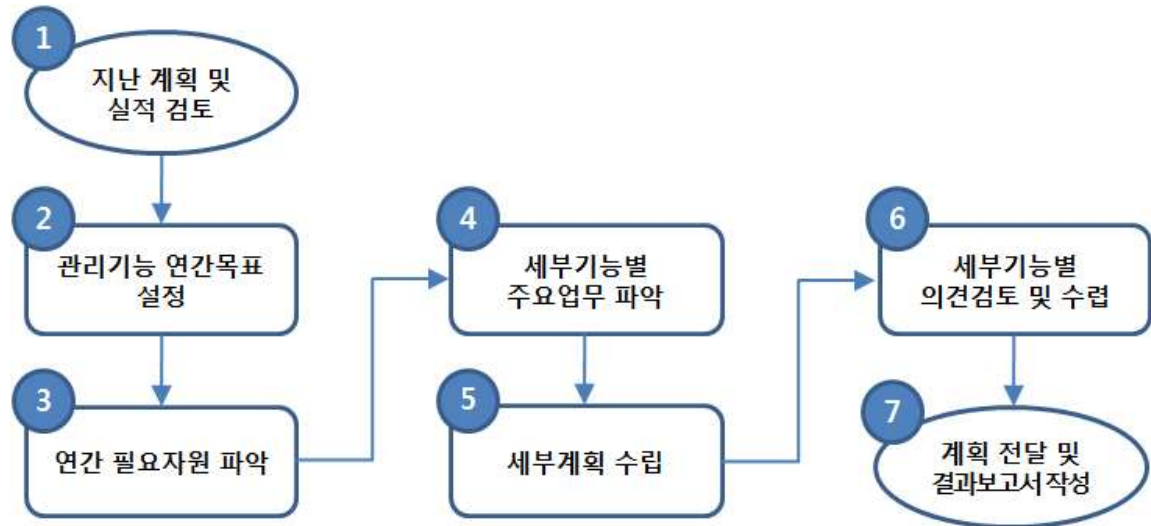 1
지난 계획 및
실적 검토
2
관리기능 연간목표
설정
3
연간 필요자원 파악
4
세부기능별
주요업무 파악
5
세부계획 수립
6
세부기능별
의견검토 및 수렵
7
계획 전달 및
결과보고서작성